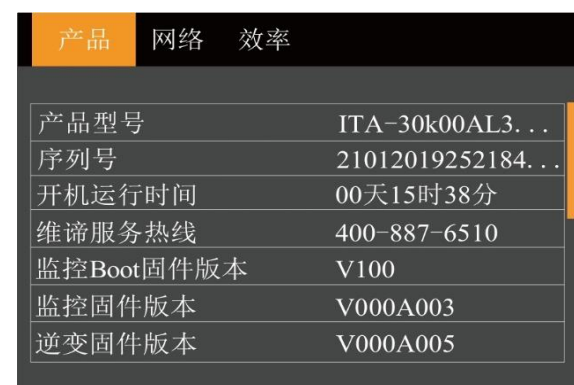 产品 网络 效率
产品型号 ITA-30k00AL3...
序列号 21012019252184...
开机运行时间 00天15时38分
维谛服务热线 400-887-6510
监控Boot固件版本 V100
监控固件版本 V000A003
逆变固件版本 V000A005